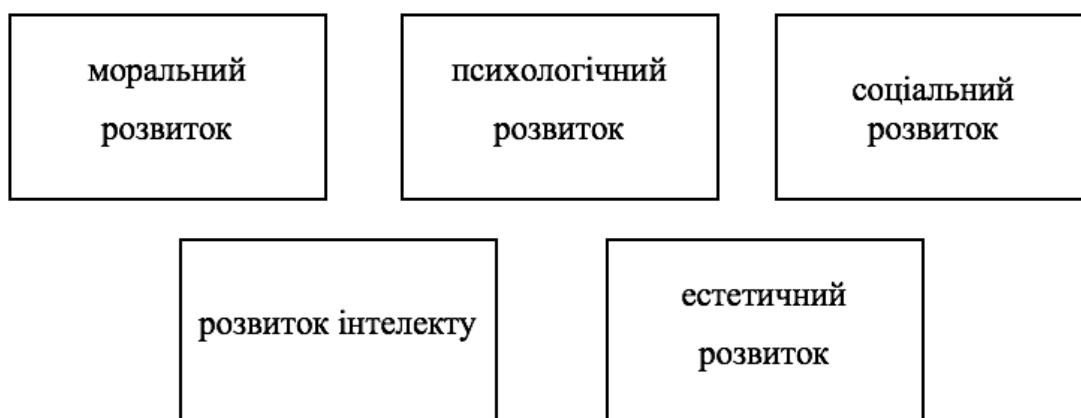 моральний
розвиток
психологічний
розвиток
соціальний
розвиток
розвиток інтелекту
естетичний
розвиток